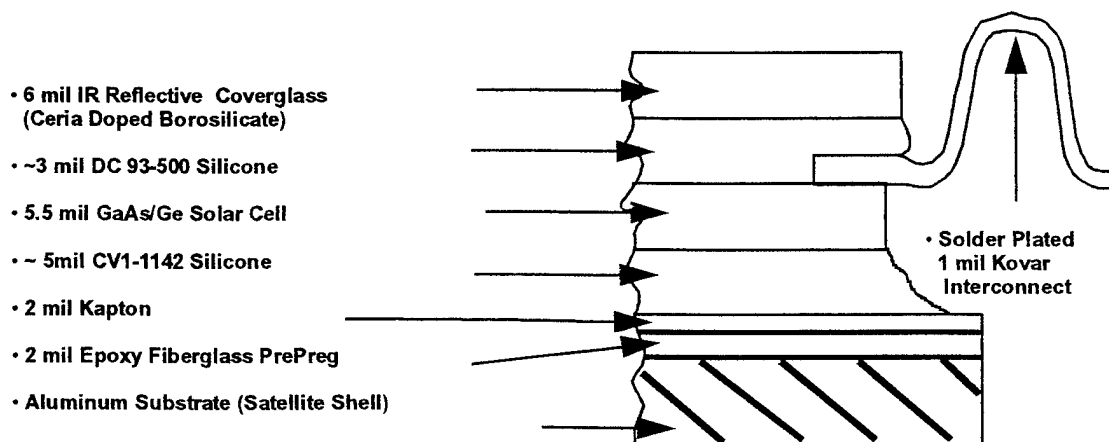 • 6 mil IR Reflective Coverglass
(Ceria Doped Borosilicate)
• ~3 mil DC 93-500 Silicone
• 5.5 mil GaAs/Ge Solar Cell
• ~ 5mil CV1-1142 Silicone
• 2 mil Kapton
• 2 mil Epoxy Fiberglass PrePreg
• Aluminum Substrate (Satellite Shell)
• Solder Plated
1 mil Kovar
Interconnect